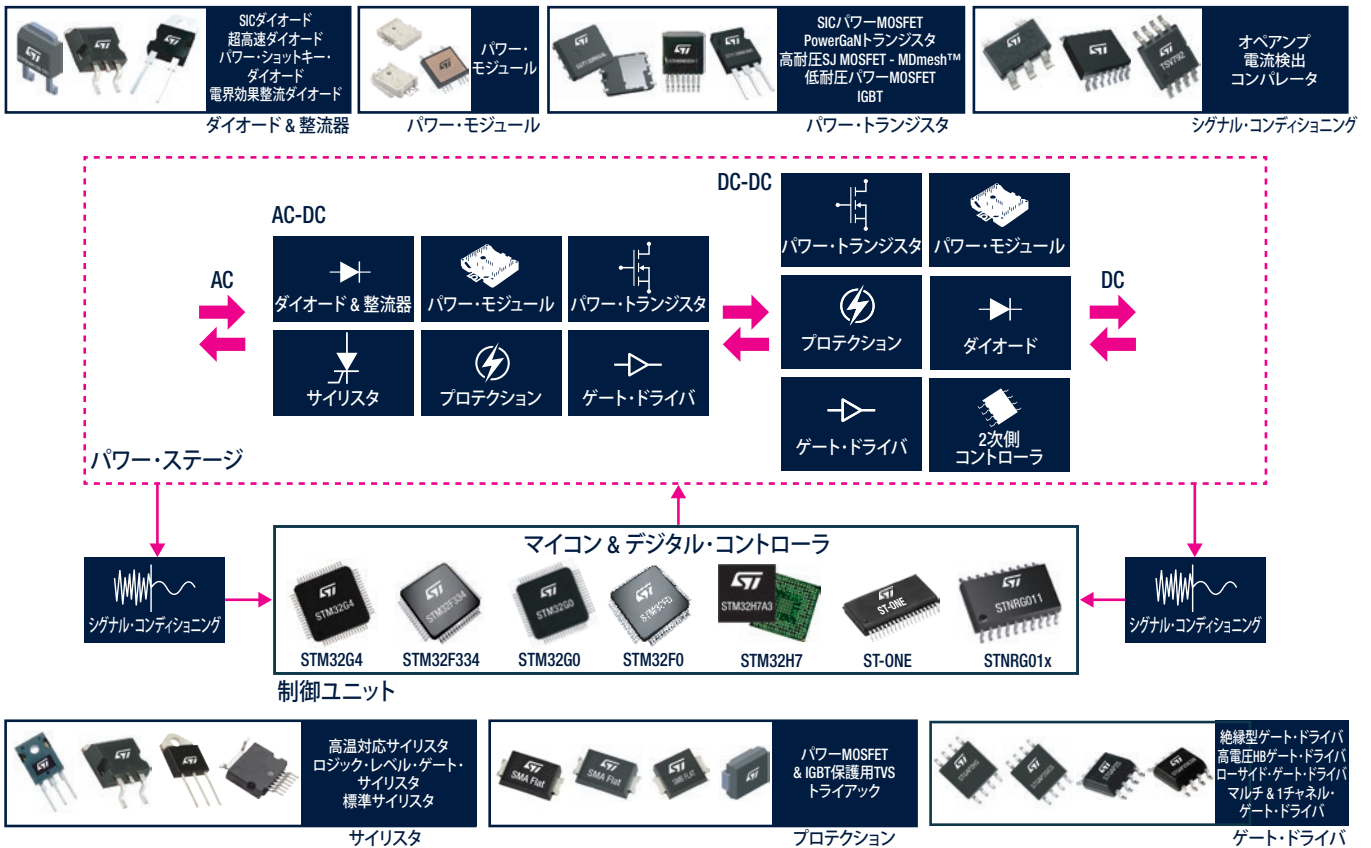 SiCダイオード
超高速ダイオード
パワー・ショットキー・
ダイオード
電界効果整流ダイオード
ダイオード & 整流器
パワー・
モジュール
パワー・モジュール
SiCパワーMOSFET
PowerGaNトランジスタ
高耐圧SJ MOSFET - MDmesh™
低耐圧パワーMOSFET
IGBT
パワー・トランジスタ
TSV792
オペアンプ
電流検出
コンパレータ
シグナル・コンディショニング
AC-DC
DC-DC
AC
DC
ダイオード & 整流器
パワー・モジュール
パワー・トランジスタ
サイリスタ
プロテクション
ゲート・ドライバ
パワー・トランジスタ
パワー・モジュール
プロテクション
ダイオード
ゲート・ドライバ
2次側
コントローラ
パワー・ステージ
シグナル・コンディショニング
マイコン & デジタル・コントローラ
STM32G4
STM32F334
STM32G0
STM32F0
STM32H7A3
ST-ONE
STNRG011
STM32G4
STM32F334
STM32G0
STM32F0
STM32H7
ST-ONE
STNRG01x
制御ユニット
シグナル・コンディショニング
高温対応サイリスタ
ロジック・レベル・ゲート・
サイリスタ
標準サイリスタ
サイリスタ
SMA Flat
SMA Flat
SMB FLAT
パワーMOSFET
& IGBT保護用TVS
トライアック
プロテクション
絶縁型ゲート・ドライバ
高電圧HBゲート・ドライバ
ローサイド・ゲート・ドライバ
マルチ & 1チャネル・
ゲート・ドライバ
ゲート・ドライバ